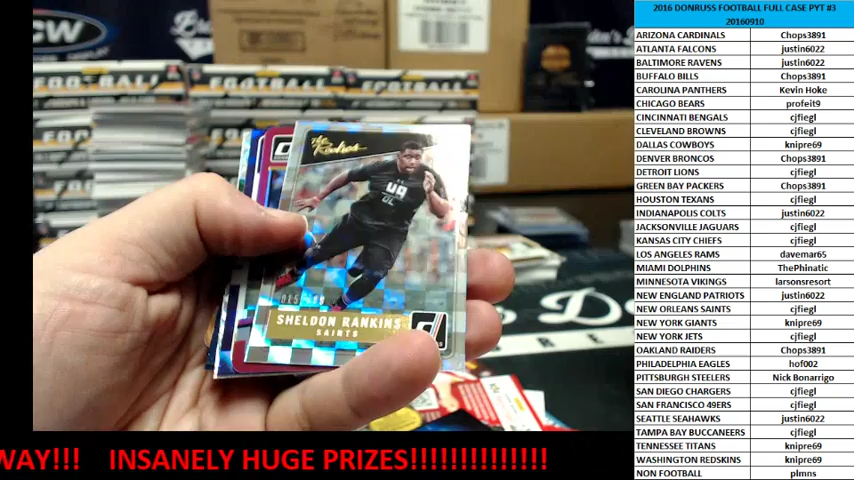 2016 DONRUSS FOOTBALL FULL CASE PYT #3
20160910
ARIZONA CARDINALS Chops3891
ATLANTA FALCONS justin6022
BALTIMORE RAVENS justin6022
BUFFALO BILLS Chops3891
CAROLINA PANTHERS Kevin Hoke
CHICAGO BEARS profeit9
CINCINNATI BENGALS cjfiegl
CLEVELAND BROWNS cjfiegl
DALLAS COWBOYS knipre69
DENVER BRONCOS Chops3891
DETROIT LIONS cjfiegl
GREEN BAY PACKERS Chops3891
HOUSTON TEXANS cjfiegl
INDIANAPOLIS COLTS justin6022
JACKSONVILLE JAGUARS cjfiegl
KANSAS CITY CHIEFS cjfiegl
LOS ANGELES RAMS davemar65
MIAMI DOLPHINS ThePhinatic
MINNESOTA VIKINGS larsonsresort
NEW ENGLAND PATRIOTS justin6022
NEW ORLEANS SAINTS cjfiegl
NEW YORK GIANTS knipre69
NEW YORK JETS cjfiegl
OAKLAND RAIDERS Chops3891
PHILADELPHIA EAGLES hof002
PITTSBURGH STEELERS Nick Bonarrigo
SAN DIEGO CHARGERS cjfiegl
SAN FRANCISCO 49ERS cjfiegl
SEATTLE SEAHAWKS justin6022
TAMPA BAY BUCCANEERS cjfiegl
TENNESSEE TITANS knipre69
WASHINGTON REDSKINS knipre69
NON FOOTBALL plmns
CW
FOOTBALL
FOOTBALL
The Rookies
UA
OL
SHELDON RANKINS
SAINTS
WAY!!! INSANELY HUGE PRIZES!!!!!!!!!!!!!!!